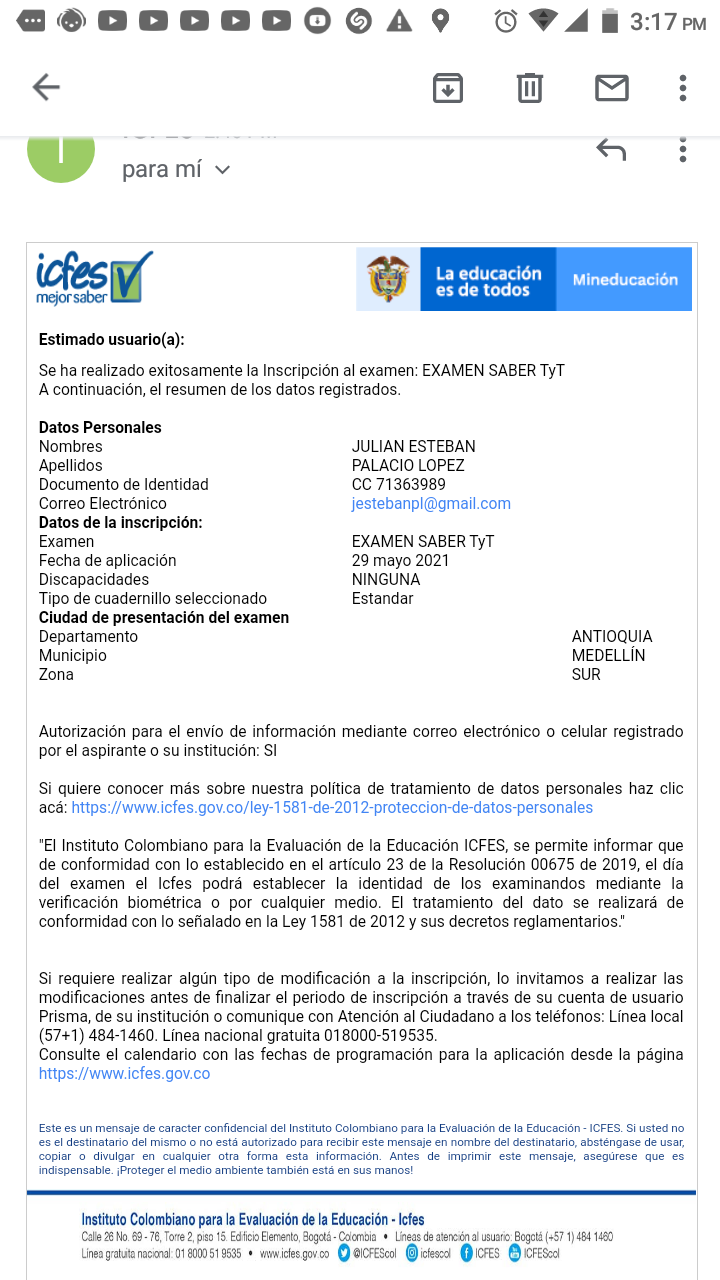 3:17 PM
para mí
icfes
mejor saber
La educación
es de todos
Mineducación
Estimado usuario(a):
Se ha realizado exitosamente la Inscripción al examen: EXAMEN SABER TyT
A continuación, el resumen de los datos registrados.
Datos Personales
Nombres JULIAN ESTEBAN
Apellidos PALACIO LOPEZ
Documento de Identidad CC 71363989
Correo Electrónico jestebanpl@gmail.com
Datos de la inscripción:
Examen EXAMEN SABER TyT
Fecha de aplicación 29 mayo 2021
Discapacidades NINGUNA
Tipo de cuadernillo seleccionado Estandar
Ciudad de presentación del examen
Departamento ANTIOQUIA
Municipio MEDELLÍN
Zona SUR
Autorización para el envío de información mediante correo electrónico o celular registrado
por el aspirante o su institución: SI
Si quiere conocer más sobre nuestra política de tratamiento de datos personales haz clic
acá: https://www.icfes.gov.co/ley-1581-de-2012-proteccion-de-datos-personales
"El Instituto Colombiano para la Evaluación de la Educación ICFES, se permite informar que
de conformidad con lo establecido en el artículo 23 de la Resolución 00675 de 2019, el día
del examen el Icfes podrá establecer la identidad de los examinandos mediante la
verificación biométrica o por cualquier medio. El tratamiento del dato se realizará de
conformidad con lo señalado en la Ley 1581 de 2012 y sus decretos reglamentarios."
Si requiere realizar algún tipo de modificación a la inscripción, lo invitamos a realizar las
modificaciones antes de finalizar el periodo de inscripción a través de su cuenta de usuario
Prisma, de su institución o comunique con Atención al Ciudadano a los teléfonos: Línea local
(57+1) 484-1460. Línea nacional gratuita 018000-519535.
Consulte el calendario con las fechas de programación para la aplicación desde la página
https://www.icfes.gov.co
Este es un mensaje de caracter confidencial del Instituto Colombiano para la Evaluación de la Educación - ICFES. Si usted no
es el destinatario del mismo o no está autorizado para recibir este mensaje en nombre del destinatario, absténgase de usar,
copiar o divulgar en cualquier otra forma esta información. Antes de imprimir este mensaje, asegúrese que es
indispensable. ¡Proteger el medio ambiente también está en sus manos!
Instituto Colombiano para la Evaluación de la Educación - Icfes
Calle 26 No. 69 - 76, Torre 2, piso 15. Edificio Elemento, Bogotá - Colombia • Líneas de atención al usuario: Bogotá (+57 1) 484 1460
Línea gratuita nacional: 01 8000 51 9535 • www.icfes.gov.co @ICFEScol icfescol ICFES ICFEScol